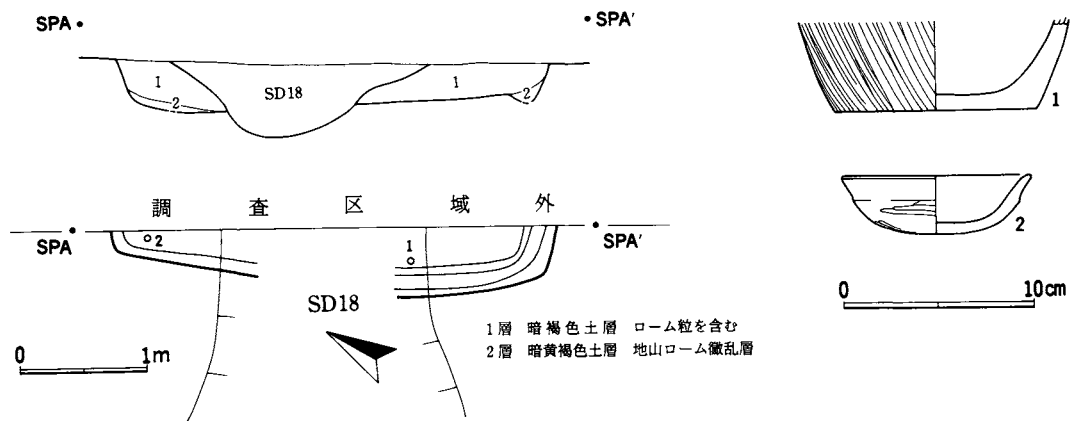 SPA SPA'
1 2 SD18 1 2
調査区域外
SPA SPA'
2 1
SD18
0 1m
1層 暗褐色土層 ローム粒を含む
2層 暗黄褐色土層 地山ローム黴乱層
1
2
0 10cm